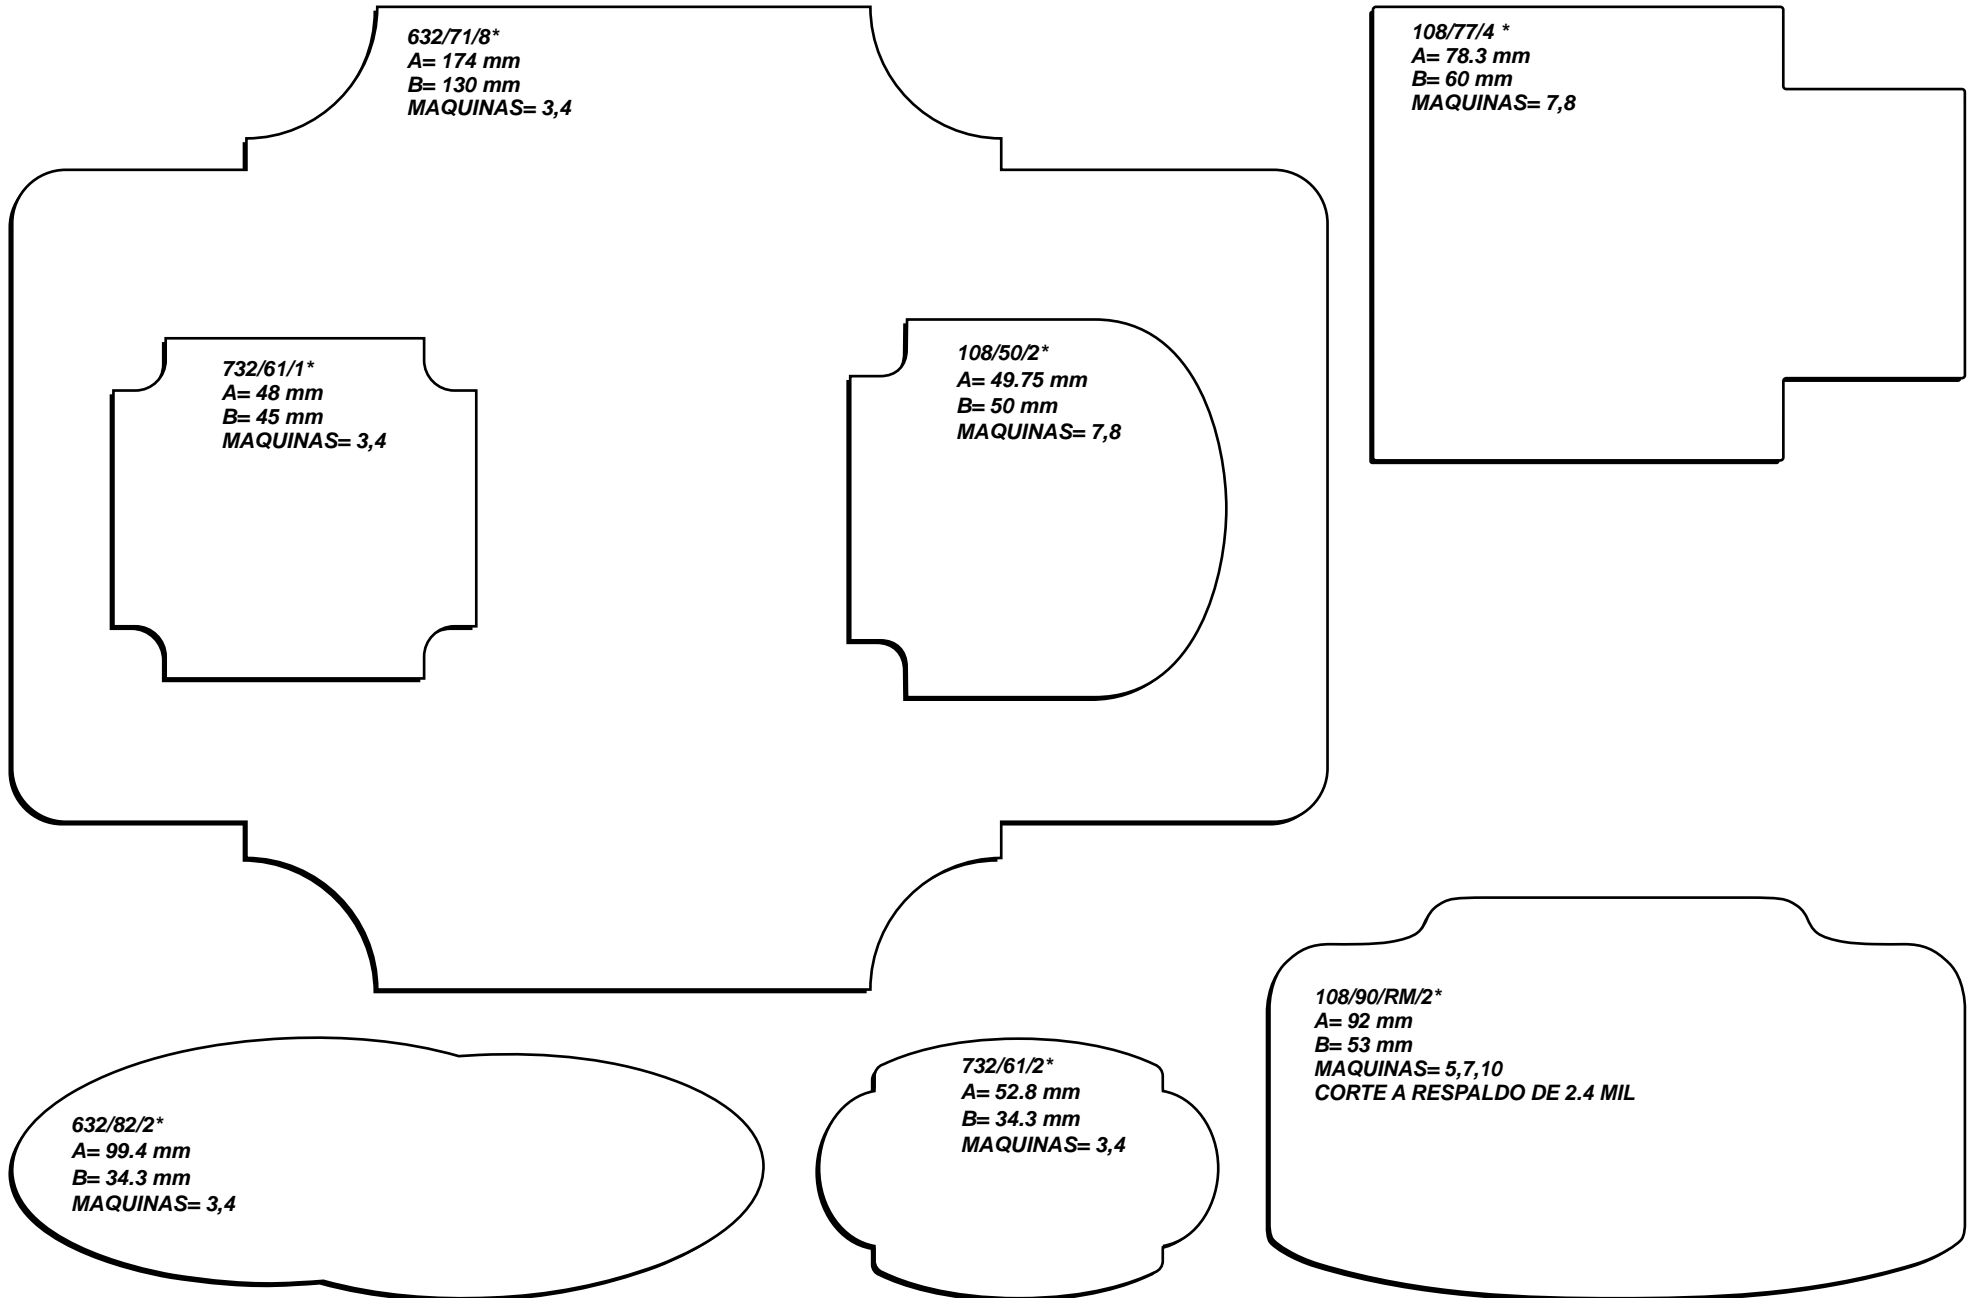 632/71/8*
A= 174 mm
B= 130 mm
MAQUINAS= 3,4
108/77/4 *
A= 78.3 mm
B= 60 mm
MAQUINAS= 7,8
732/61/1*
A= 48 mm
B= 45 mm
MAQUINAS= 3,4
108/50/2*
A= 49.75 mm
B= 50 mm
MAQUINAS= 7,8
632/82/2*
A= 99.4 mm
B= 34.3 mm
MAQUINAS= 3,4
732/61/2*
A= 52.8 mm
B= 34.3 mm
MAQUINAS= 3,4
108/90/RM/2*
A= 92 mm
B= 53 mm
MAQUINAS= 5,7,10
CORTE A RESPALDO DE 2.4 MIL